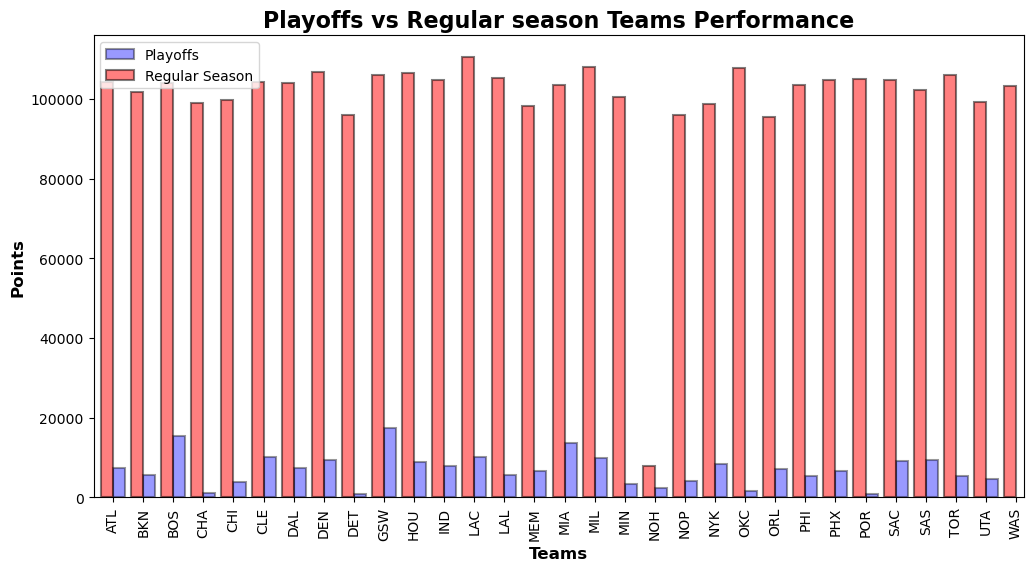 Playoffs vs Regular season Teams Performance
Playoffs
Regular Season
Points
100000
80000
60000
40000
20000
0
ATL BKN BOS CHA CHI CLE DAL DEN DET GSW HOU IND LAC LAL MEM MIA MIL MIN NOH NOP NYK OKC ORL PHI PHX POR SAC SAS TOR UTA WAS
Teams